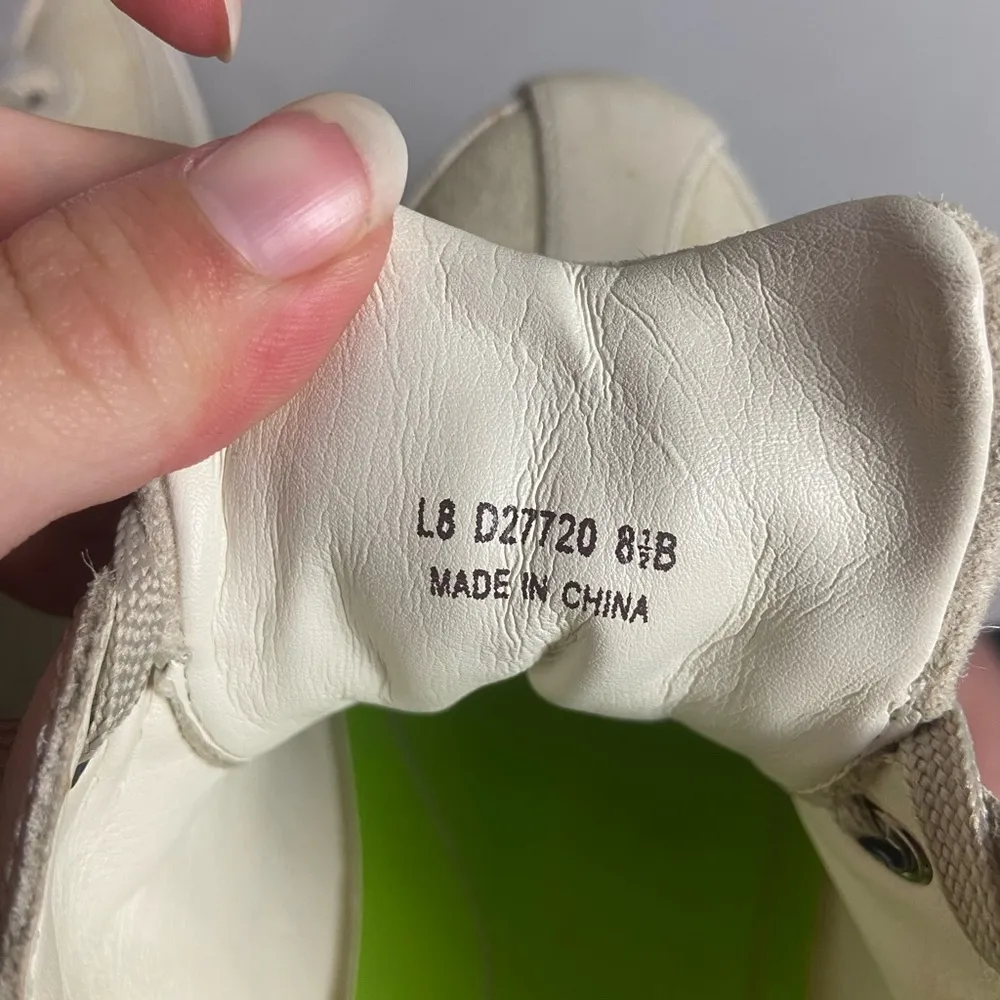 L8 D27720 8½B
MADE IN CHINA